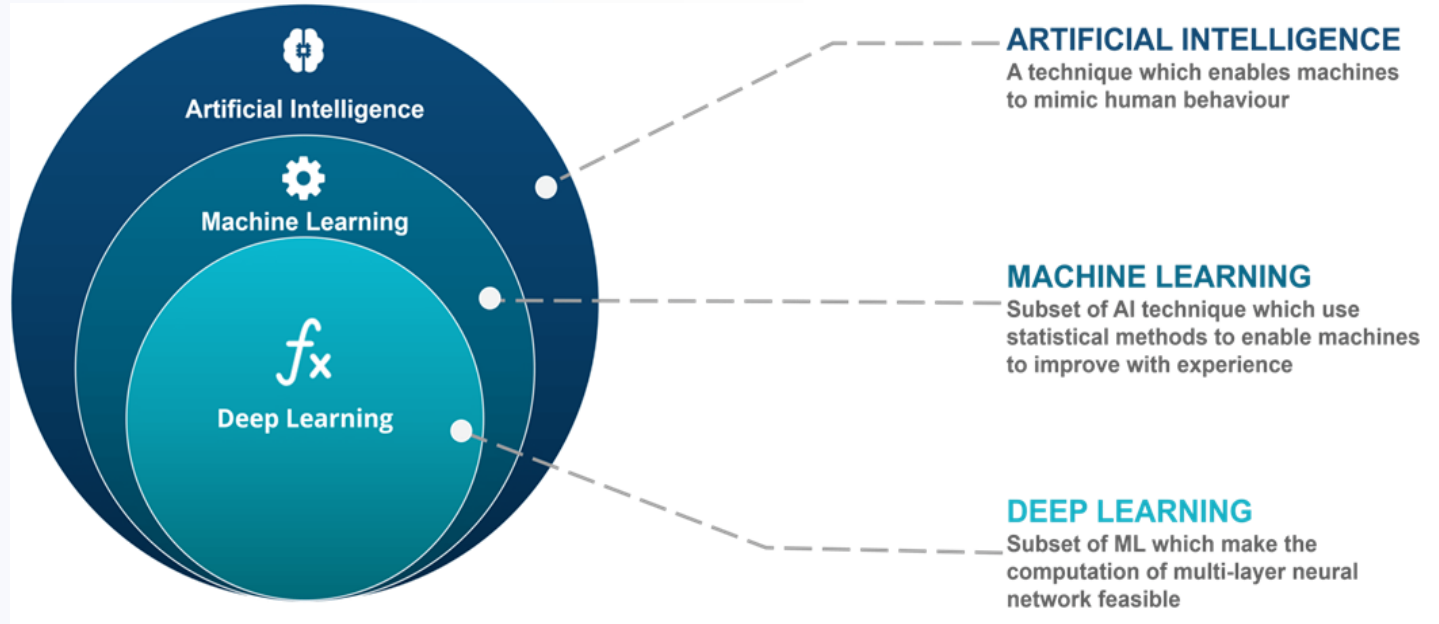 Artificial Intelligence
Machine Learning
fx
Deep Learning
ARTIFICIAL INTELLIGENCE
A technique which enables machines
to mimic human behaviour
MACHINE LEARNING
Subset of AI technique which use
statistical methods to enable machines
to improve with experience
DEEP LEARNING
Subset of ML which make the
computation of multi-layer neural
network feasible